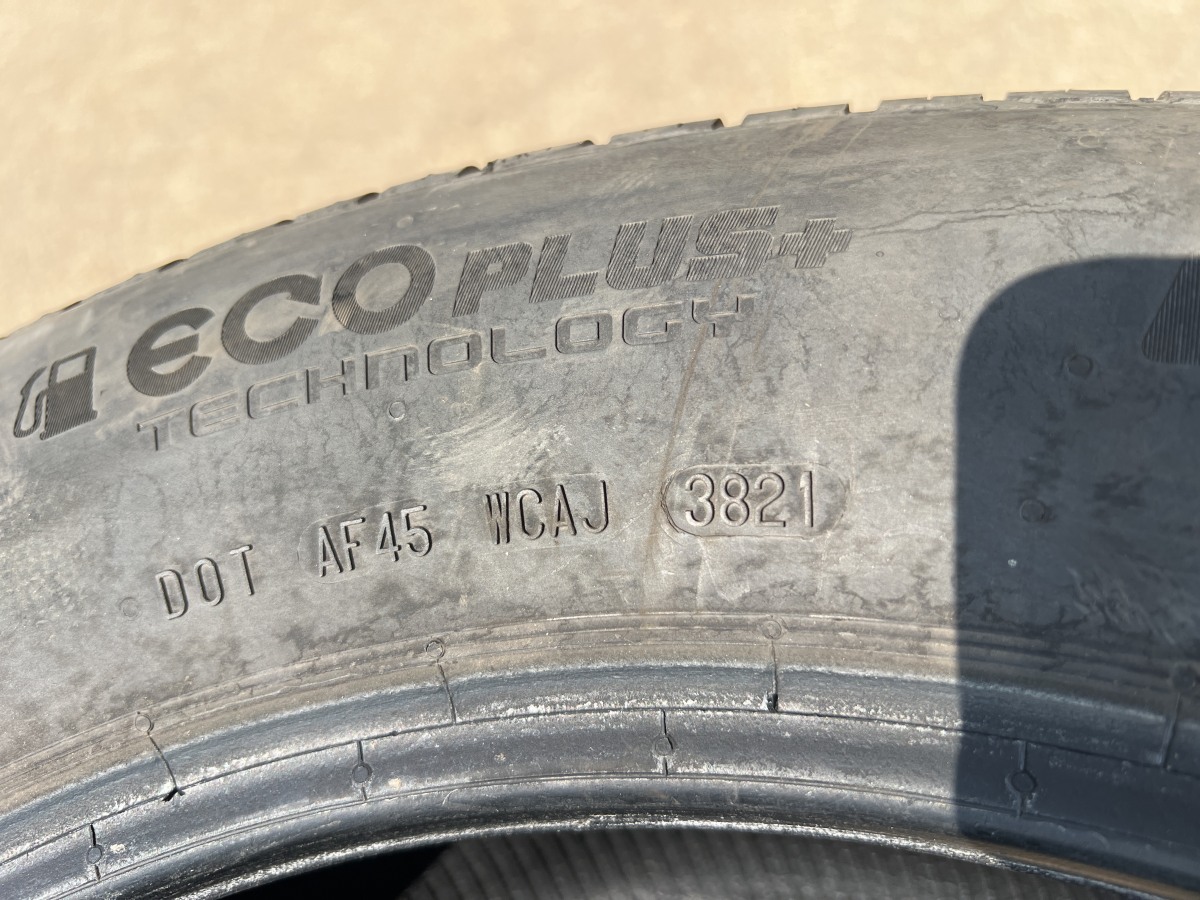 eCOPLUS+
TECHNOLOGY
DOT AF45 WCAJ 3821